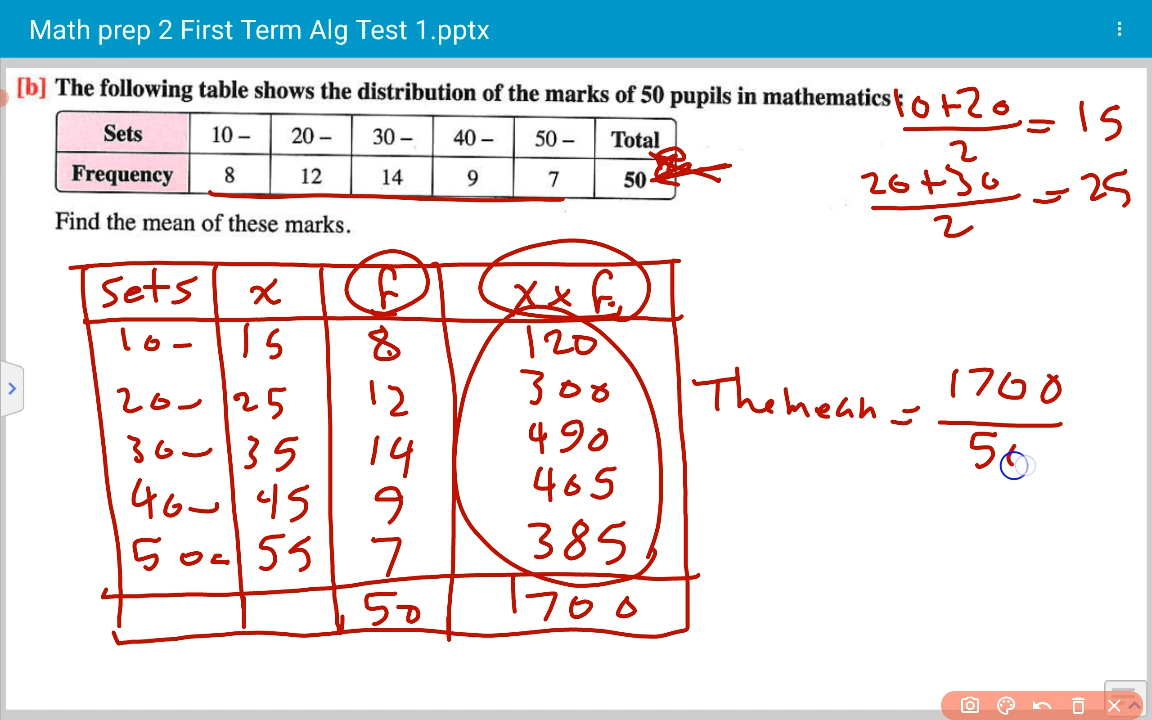 Math prep 2 First Term Alg Test 1.pptx
[b] The following table shows the distribution of the marks of 50 pupils in mathematics :
Sets 10 – 20 – 30 – 40 – 50 – Total
Frequency 8 12 14 9 7 50
Find the mean of these marks.
10+20 = 15
2
20+30 = 25
2
Sets x f x x f
10- 15 8 120
20- 25 12 300
30- 35 14 490
40- 45 9 405
50- 55 7 385
50 1700
The mean = 1700
50